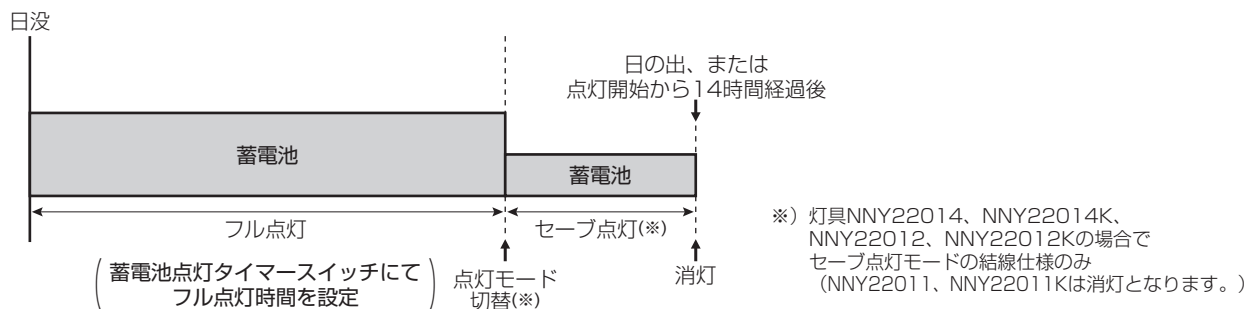 日没
日の出、または
点灯開始から14時間経過後
蓄電池
蓄電池
フル点灯
セーブ点灯(※)
蓄電池点灯タイマースイッチにて
フル点灯時間を設定
点灯モード
切替(※)
消灯
※）灯具NNY22014、NNY22014K、
NNY22012、NNY22012Kの場合で
セーブ点灯モードの結線仕様のみ
（NNY22011、NNY22011Kは消灯となります。）